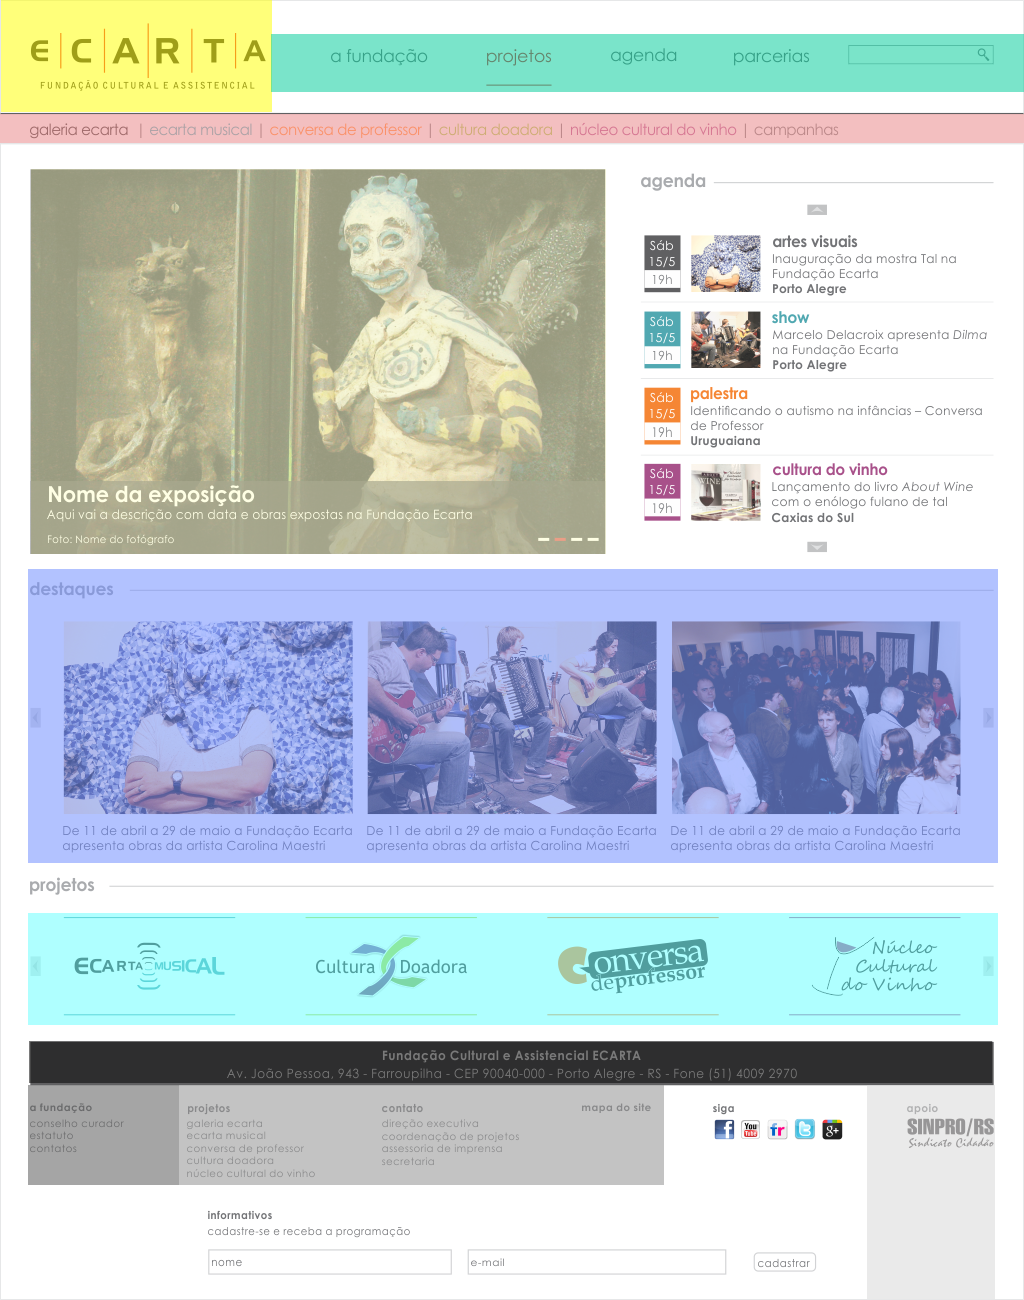 E|C|A|R|T|A
FUNDAÇÃO CULTURAL E ASSISTENCIAL
a fundação projetos agenda parcerias
galeria ecarta | ecarta musical | conversa de professor | cultura doadora | núcleo cultural do vinho | campanhas
Nome da exposição
Aqui vai a descrição com data e obras expostas na Fundação Ecarta
Foto: Nome do fotógrafo
agenda
Sáb
15/5
19h
artes visuais
Inauguração da mostra Tal na
Fundação Ecarta
Porto Alegre
Sáb
15/5
19h
show
Marcelo Delacroix apresenta Dilma
na Fundação Ecarta
Porto Alegre
Sáb
15/5
19h
palestra
Identificando o autismo na infâncias – Conversa
de Professor
Uruguaiana
Sáb
15/5
19h
WINE
cultura do vinho
Lançamento do livro About Wine
com o enólogo fulano de tal
Caxias do Sul
destaques
De 11 de abril a 29 de maio a Fundação Ecarta
apresenta obras da artista Carolina Maestri
De 11 de abril a 29 de maio a Fundação Ecarta
apresenta obras da artista Carolina Maestri
De 11 de abril a 29 de maio a Fundação Ecarta
apresenta obras da artista Carolina Maestri
projetos
ECARTA MUSICAL
Cultura Doadora
Conversa
de professor
Núcleo
Cultural
do Vinho
Fundação Cultural e Assistencial ECARTA
Av. João Pessoa, 943 - Farroupilha - CEP 90040-000 - Porto Alegre - RS - Fone (51) 4009 2970
a fundação
conselho curador
estatuto
contatos
projetos
galeria ecarta
ecarta musical
conversa de professor
cultura doadora
núcleo cultural do vinho
contato
direção executiva
coordenação de projetos
assessoria de imprensa
secretaria
mapa do site
siga
f You Tube fr t g+
apoio
SINPRO/RS
Sindicato Cidadão
informativos
cadastre-se e receba a programação
nome
e-mail
cadastrar